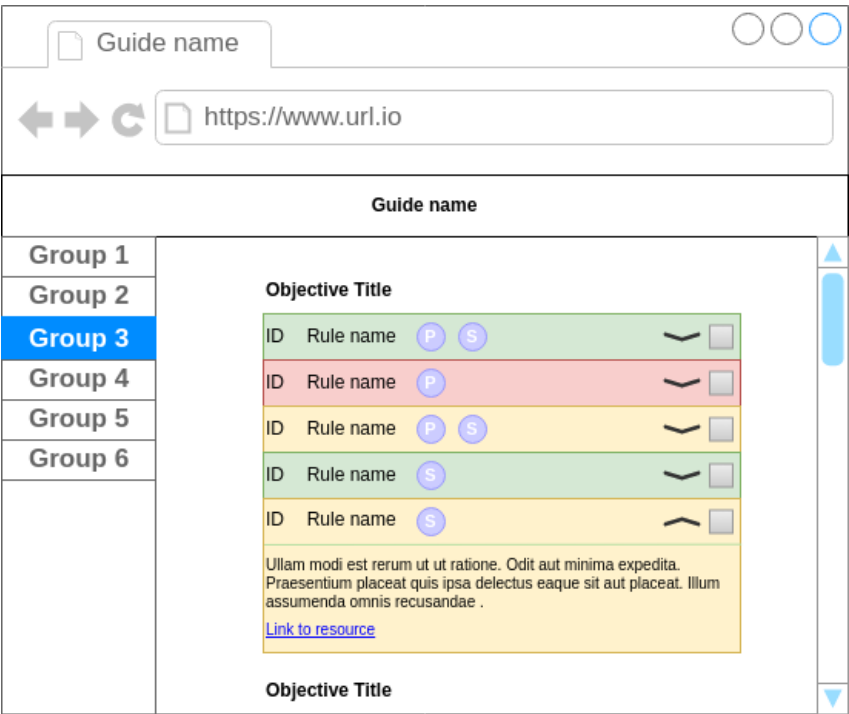 Guide name
https://www.url.io
Guide name
Group 1
Group 2
Group 3
Group 4
Group 5
Group 6
Objective Title
ID Rule name P S
ID Rule name P
ID Rule name P S
ID Rule name S
ID Rule name S
Ullam modi est rerum ut ut ratione. Odit aut minima expedita.
Praesentium placeat quis ipsa delectus eaque sit aut placeat. Illum
assumenda omnis recusandae .
Link to resource
Objective Title